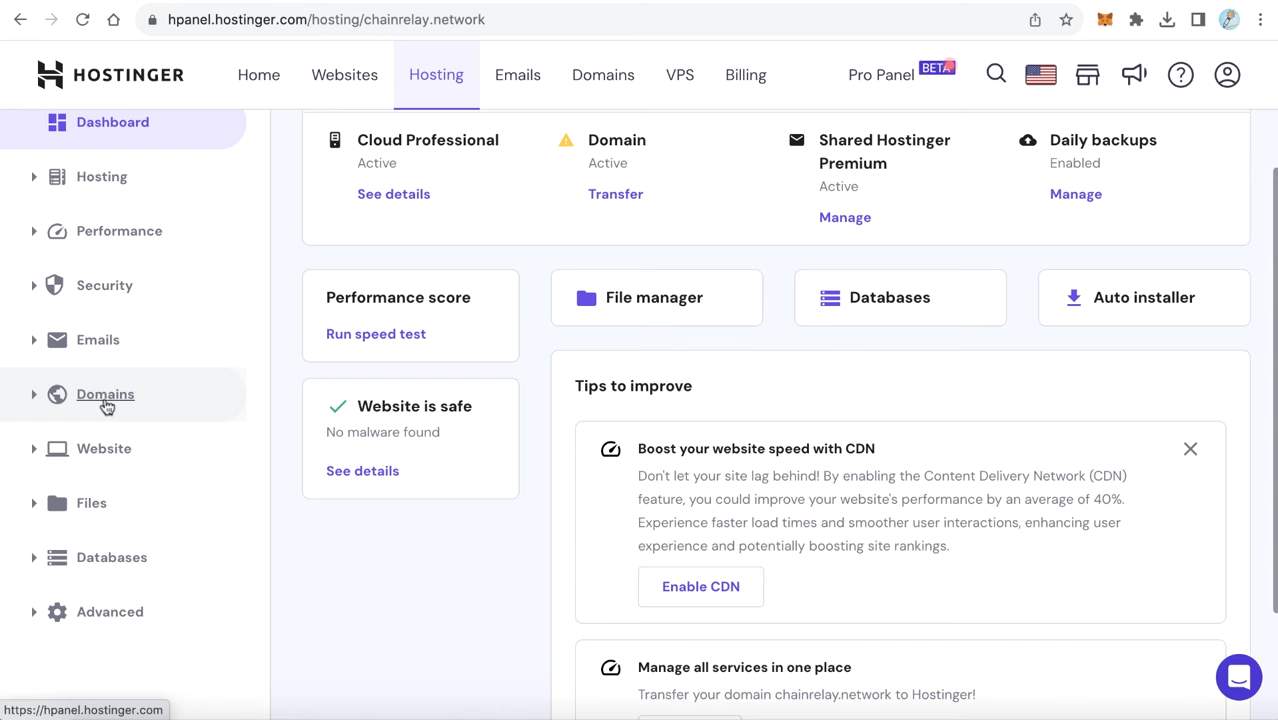 hpanel.hostinger.com/hosting/chainrelay.network
HOSTINGER
Home
Websites
Hosting
Emails
Domains
VPS
Billing
Pro Panel
BETA
Dashboard
Hosting
Performance
Security
Emails
Domains
Website
Files
Databases
Advanced
Cloud Professional
Active
See details
Domain
Active
Transfer
Shared Hostinger
Premium
Active
Manage
Daily backups
Enabled
Manage
Performance score
Run speed test
File manager
Databases
Auto installer
Website is safe
No malware found
See details
Tips to improve
Boost your website speed with CDN
Don't let your site lag behind! By enabling the Content Delivery Network (CDN)
feature, you could improve your website's performance by an average of 40%.
Experience faster load times and smoother user interactions, enhancing user
experience and potentially boosting site rankings.
Enable CDN
Manage all services in one place
Transfer your domain chainrelay.network to Hostinger!
https://hpanel.hostinger.com